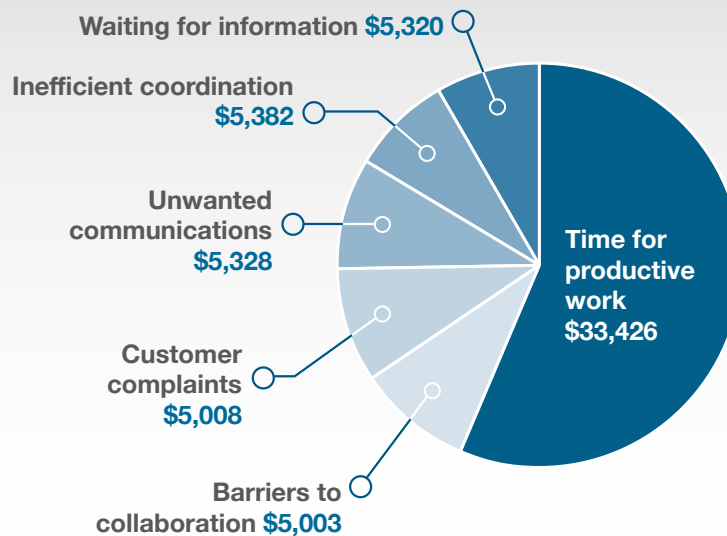 Waiting for information $5,320
Inefficient coordination
$5,382
Unwanted
communications
$5,328
Customer
complaints
$5,008
Barriers to
collaboration $5,003
Time for
productive
work
$33,426